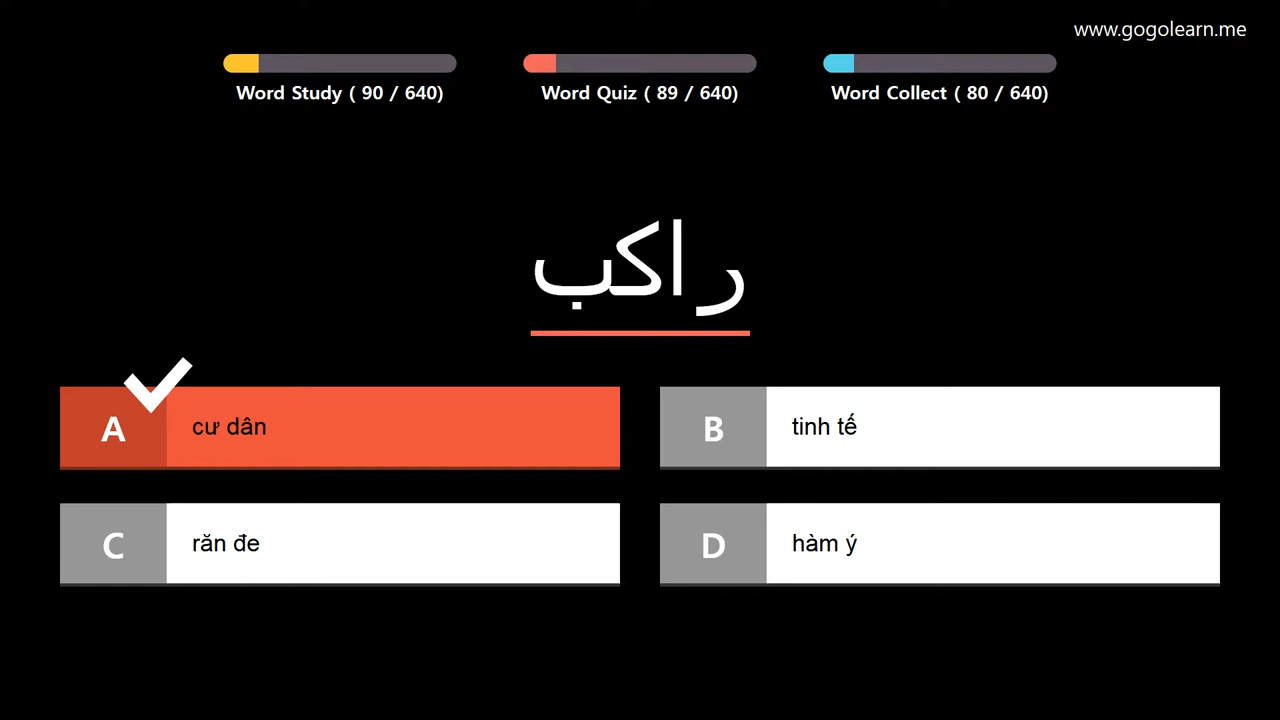 www.gogolearn.me
Word Study ( 90 / 640)
Word Quiz ( 89 / 640)
Word Collect ( 80 / 640)
راكب
A
cư dân
B
tinh tế
C
răn đe
D
hàm ý